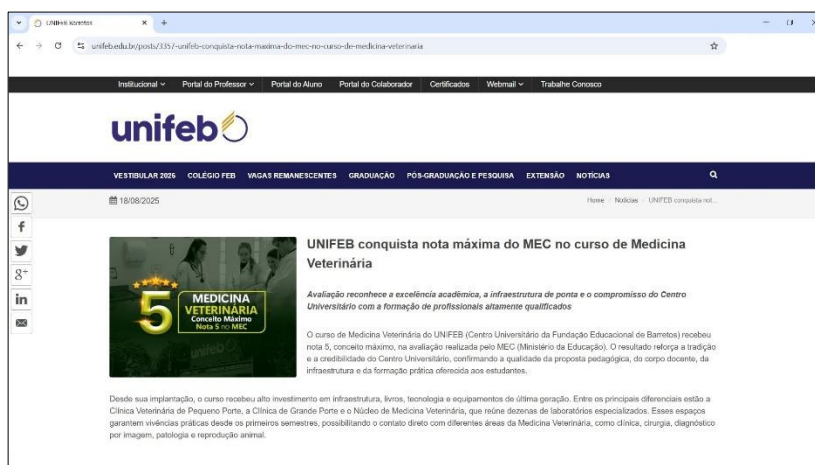 UNIFEB Barretos
unifeb.edu.br/posts/3357-unifeb-conquista-nota-maxima-do-mec-no-curso-de-medicina-veterinaria
Institucional Portal do Professor Portal do Aluno Portal do Colaborador Certificados Webmail Trabalhe Conosco
unifeb
VESTIBULAR 2026 COLÉGIO FEB VAGAS REMANESCENTES GRADUAÇÃO PÓS-GRADUAÇÃO E PESQUISA EXTENSÃO NOTÍCIAS
18/08/2025
Home / Notícias / UNIFEB conquista not...
5
MEDICINA
VETERINÁRIA
Conceito Máximo
Nota 5 no MEC
unifeb
UNIFEB conquista nota máxima do MEC no curso de Medicina
Veterinária
Avaliação reconhece a excelência acadêmica, a infraestrutura de ponta e o compromisso do Centro
Universitário com a formação de profissionais altamente qualificados
O curso de Medicina Veterinária do UNIFEB (Centro Universitário da Fundação Educacional de Barretos) recebeu
nota 5, conceito máximo, na avaliação realizada pelo MEC (Ministério da Educação). O resultado reforça a tradição
e a credibilidade do Centro Universitário, confirmando a qualidade da proposta pedagógica, do corpo docente, da
infraestrutura e da formação prática oferecida aos estudantes.
Desde sua implantação, o curso recebeu alto investimento em infraestrutura, livros, tecnologia e equipamentos de última geração. Entre os principais diferenciais estão a
Clínica Veterinária de Pequeno Porte, a Clínica de Grande Porte e o Núcleo de Medicina Veterinária, que reúne dezenas de laboratórios especializados. Esses espaços
garantem vivências práticas desde os primeiros semestres, possibilitando o contato direto com diferentes áreas da Medicina Veterinária, como clínica, cirurgia, diagnóstico
por imagem, patologia e reprodução animal.